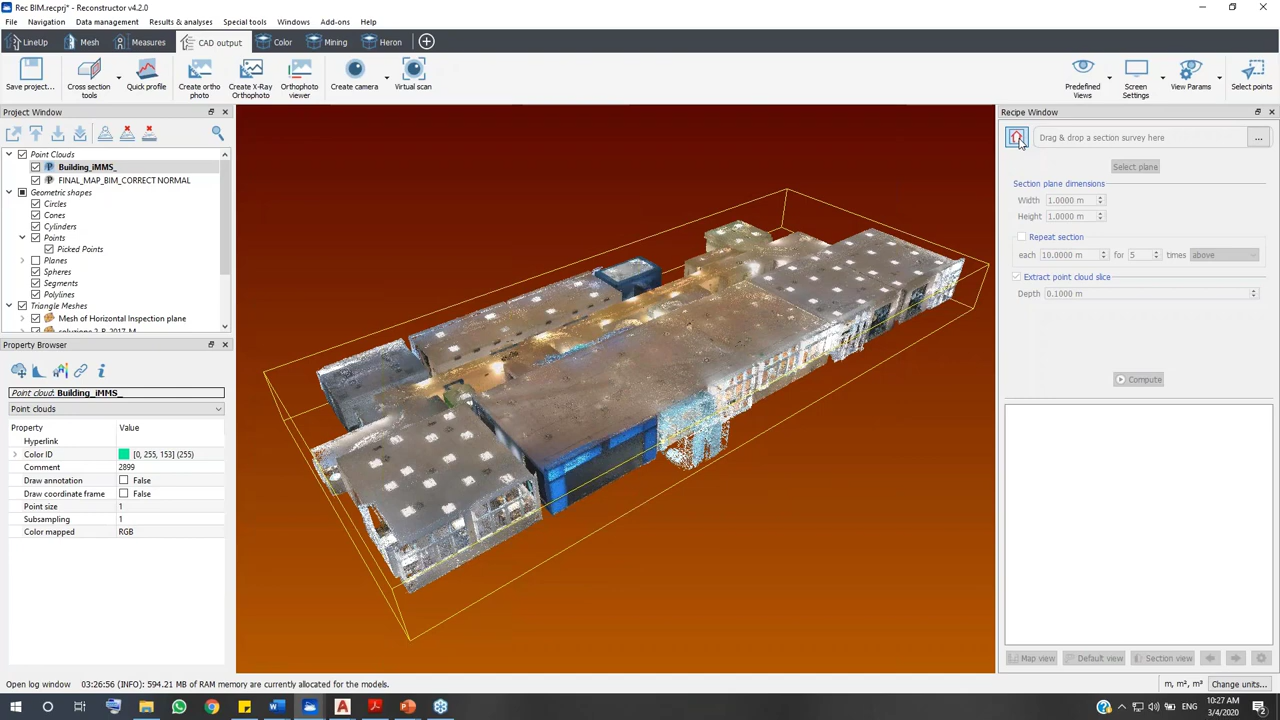 Rec BIM.recprj* - Reconstructor v4.2.0
File Navigation Data management Results & analyses Special tools Windows Add-ons Help
LineUp Mesh Measures CAD output Color Mining Heron
Save project... Cross section tools Quick profile Create ortho photo Create X-Ray Orthophoto Orthophoto viewer Create camera Virtual scan Predefined Views Screen Settings View Params Select points
Project Window
Point Clouds
Building_iMMS_
FINAL_MAP_BIM_CORRECT NORMAL
Geometric shapes
Circles
Cones
Cylinders
Points
Picked Points
Planes
Spheres
Segments
Polylines
Triangle Meshes
Mesh of Horizontal Inspection plane
Property Browser
Point cloud: Building_iMMS_
Point clouds
Property Value
Hyperlink
Color ID [0, 255, 153] (255)
Comment 2899
Draw annotation False
Draw coordinate frame False
Point size 1
Subsampling 1
Color mapped RGB
Recipe Window
Drag & drop a section survey here ...
Select plane
Section plane dimensions
Width 1.0000 m
Height 1.0000 m
Repeat section
each 10.0000 m for 5 times above
Extract point cloud slice
Depth 0.1000 m
Compute
Map view Default view Section view
Open log window 03:26:56 (INFO): 594.21 MB of RAM memory are currently allocated for the models. m, m², m³ Change units...
ENG 10:27 AM
3/4/2020